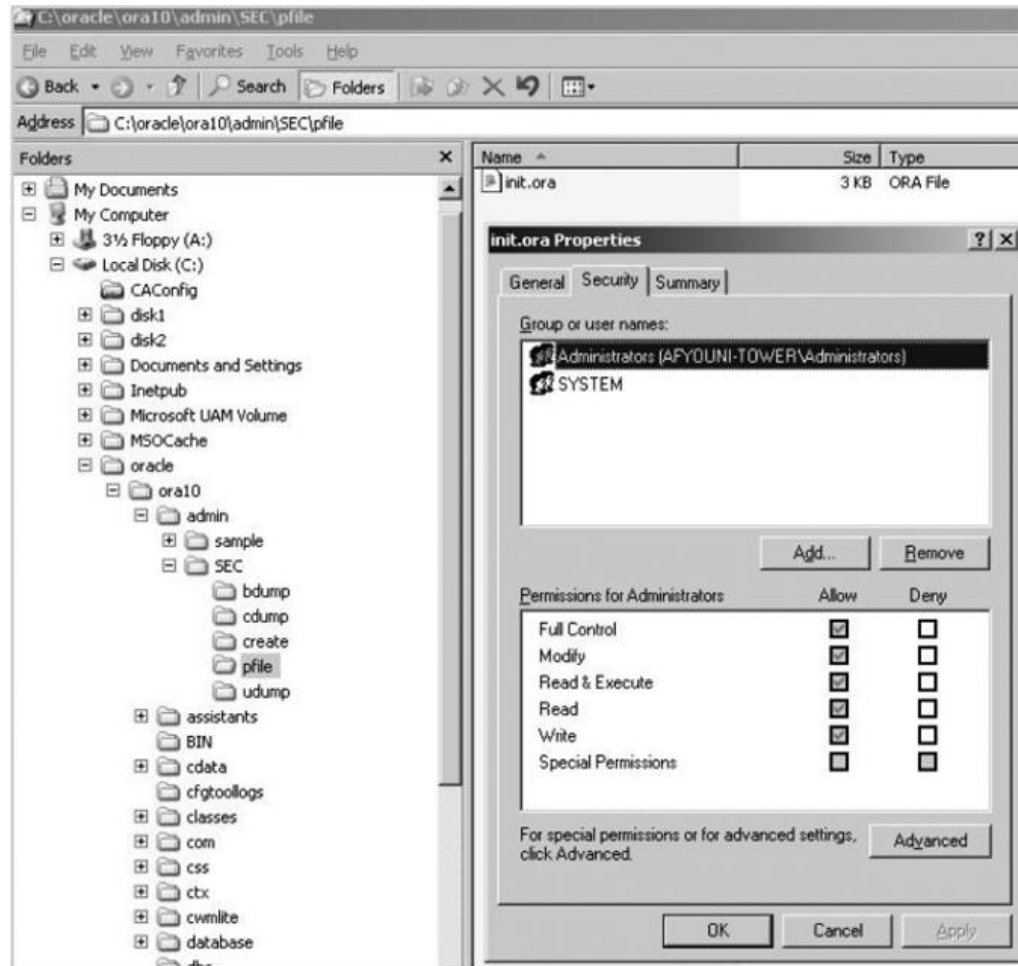 C:\oracle\ora10\admin\SEC\pfile
File Edit View Favorites Tools Help
Back Search Folders
Address C:\oracle\ora10\admin\SEC\pfile
Folders
My Documents
My Computer
3½ Floppy (A:)
Local Disk (C:)
CAConfig
disk1
disk2
Documents and Settings
Inetpub
Microsoft UAM Volume
MSOCache
oracle
ora10
admin
sample
SEC
bdump
cdump
create
pfile
udump
assistants
BIN
cdata
cfgtoollogs
classes
com
css
ctx
cwmlite
database
Name Size Type
init.ora 3 KB ORA File
init.ora Properties
General Security Summary
Group or user names:
Administrators (AFYOUNI-TOWER\Administrators)
SYSTEM
Add... Remove
Permissions for Administrators Allow Deny
Full Control
Modify
Read & Execute
Read
Write
Special Permissions
For special permissions or for advanced settings,
click Advanced.
Advanced
OK Cancel Apply